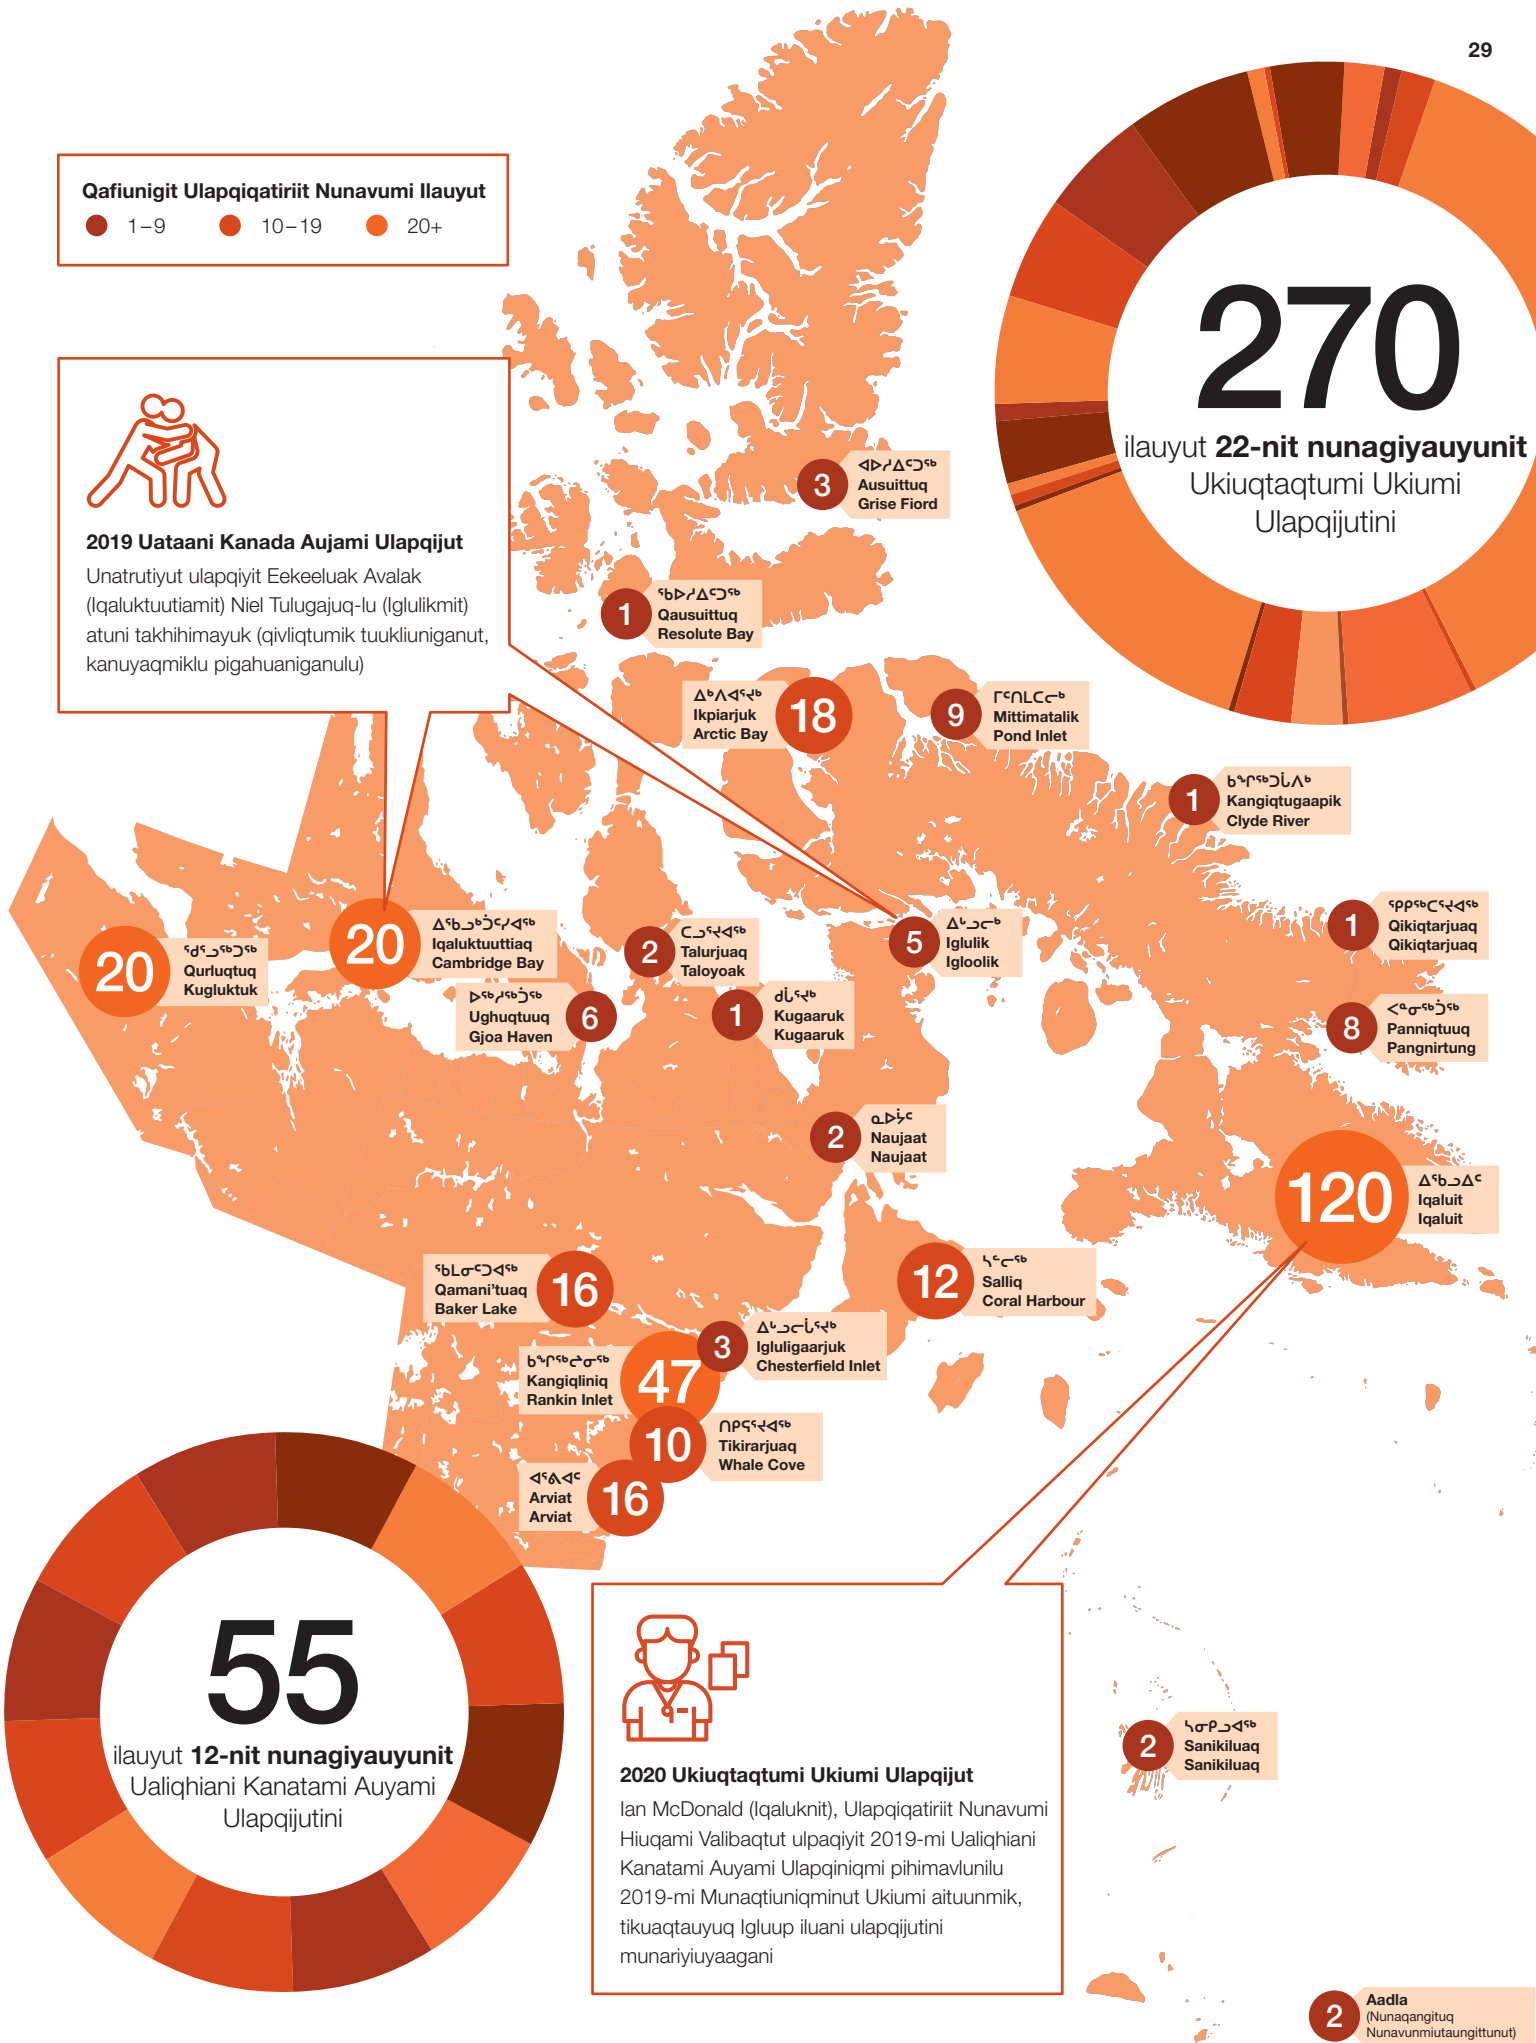 29
Qafiunigit Ulapqiqatiriit Nunavumi Ilauyut
1–9
10–19
20+
2019 Uataani Kanada Aujami Ulapqijut
Unatrutiyut ulapqiyit Eekeeluak Avalak
(Iqaluktuutiamit) Niel Tulugajuq-lu (Iglulikmit)
atuni takhihimayuk (qivliqtumik tuukliuniganut,
kanuyaqmiklu pigahuaniganulu)
270
ilauyut 22-nit nunagiyauyunit
Ukiuqtaqtumi Ukiumi
Ulapqijutini
3
ᐊᐅᓱᐃᑦᑐᖅ
Ausuittuq
Grise Fiord
1
ᖃᐅᓱᐃᑦᑐᖅ
Qausuittuq
Resolute Bay
ᐃᒃᐱᐊᕐᔪᒃ
Ikpiarjuk
Arctic Bay
18
9
ᒥᑦᑎᒪᑕᓕᒃ
Mittimatalik
Pond Inlet
1
ᑲᖏᖅᑐᒑᐱᒃ
Kangiqtugaapik
Clyde River
20
ᖁᕐᓗᖅᑐᖅ
Qurluqtuq
Kugluktuk
20
ᐃᖃᓗᒃᑑᑦᓯᐊᖅ
Iqaluktuuttiaq
Cambridge Bay
2
ᑕᓗᕐᔪᐊᖅ
Talurjuaq
Taloyoak
5
ᐃᒡᓗᓕᒃ
Iglulik
Igloolik
1
ᕿᑭᖅᑕᕐᔪᐊᖅ
Qikiqtarjuaq
Qikiqtarjuaq
ᐅᖅᓱᖅᑑᖅ
Ughuqtuuq
Gjoa Haven
6
1
ᑰᒑᕐᔪᒃ
Kugaaruk
Kugaaruk
8
ᐸᓐᓂᖅᑑᖅ
Panniqtuuq
Pangnirtung
2
ᓇᐅᔮᑦ
Naujaat
Naujaat
120
ᐃᖃᓗᐃᑦ
Iqaluit
Iqaluit
ᖃᒪᓂᑦᑐᐊᖅ
Qamani'tuaq
Baker Lake
16
12
ᓴᓪᓕᖅ
Salliq
Coral Harbour
3
ᐃᒡᓗᓕᒑᕐᔪᒃ
Igluligaarjuk
Chesterfield Inlet
ᑲᖏᖅᖠᓂᖅ
Kangiqliniq
Rankin Inlet
47
10
ᑎᑭᕋᕐᔪᐊᖅ
Tikirarjuaq
Whale Cove
ᐊᕐᕕᐊᑦ
Arviat
Arviat
16
55
ilauyut 12-nit nunagiyauyunit
Ualiqhiani Kanatami Auyami
Ulapqijutini
2020 Ukiuqtaqtumi Ukiumi Ulapqijut
Ian McDonald (Iqaluknit), Ulapqiqatiriit Nunavumi
Hiuqami Valibaqtut ulpaqiyit 2019-mi Ualiqhiani
Kanatami Auyami Ulapqiniqmi pihimavlunilu
2019-mi Munaqtiuniqminut Ukiumi aituunmik,
tikuaqtauyuq Igluup iluani ulapqijutini
munariyiuyaagani
2
ᓴᓂᑭᓗᐊᖅ
Sanikiluaq
Sanikiluaq
2
Aadla
(Nunaqangituq
Nunavunmiutaungittunut)